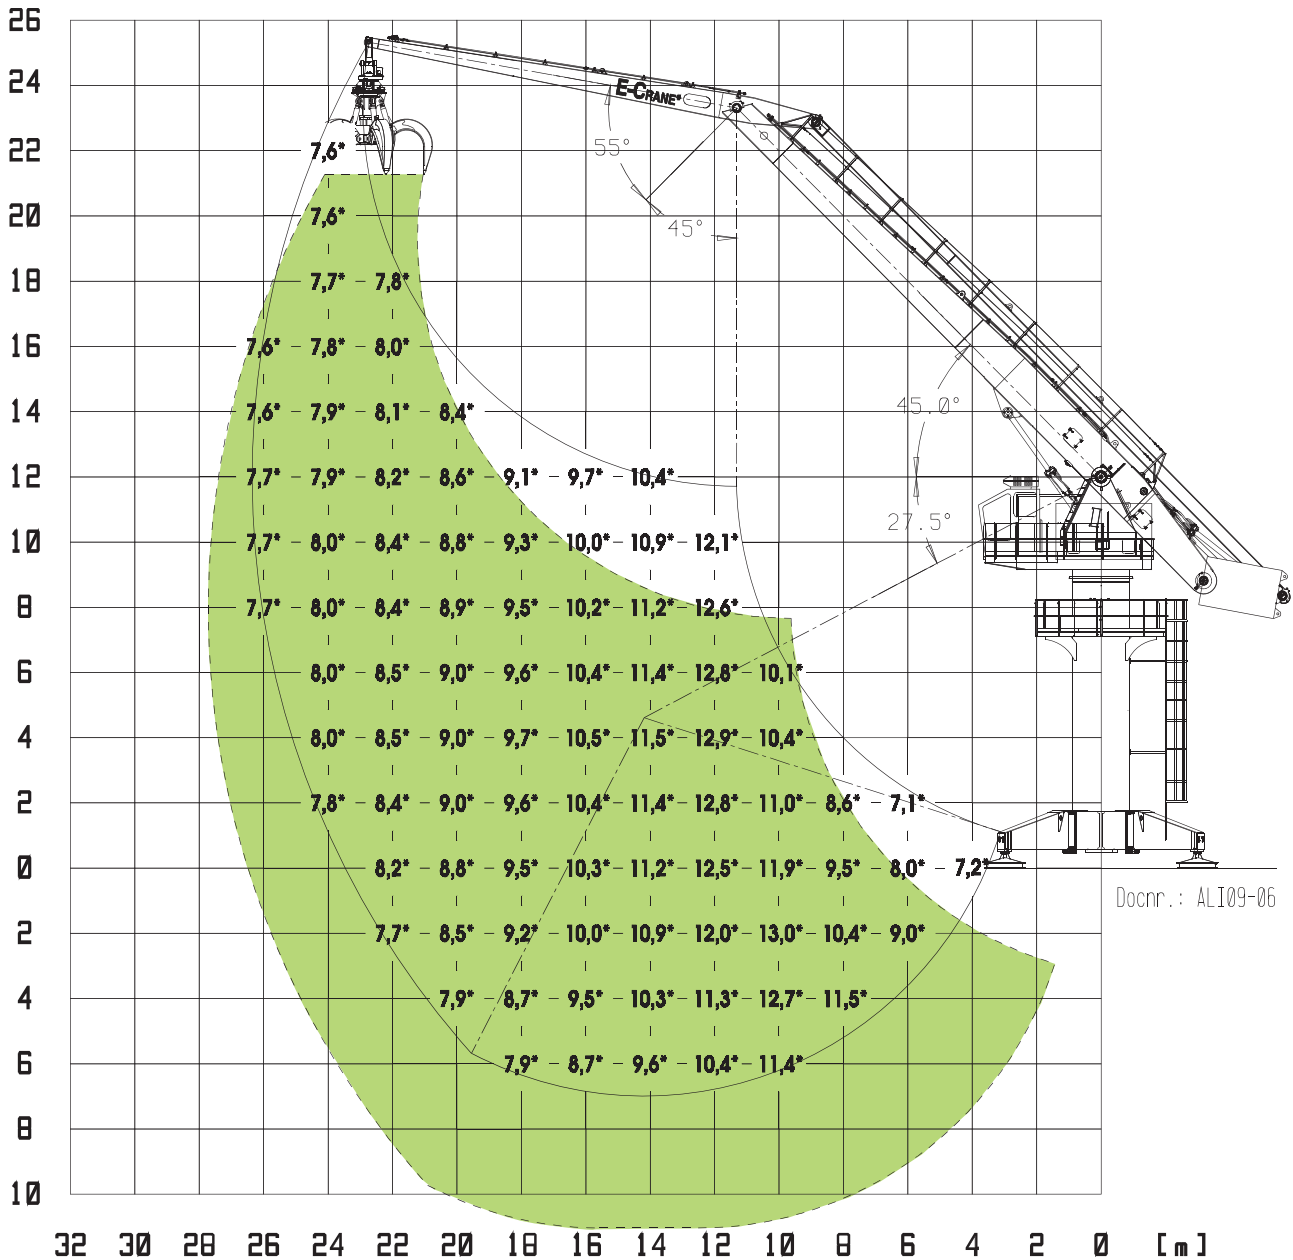 26
24
E-CRANE®
22
7,6*
55°
20
7,6*
45°
18
7,7* 7,8*
16
7,6* 7,8* 8,0*
14
7,6* 7,9* 8,1* 8,4*
45.0°
12
7,7* 7,9* 8,2* 8,6* 9,1* 9,7* 10,4*
27.5°
10
7,7* 8,0* 8,4* 8,8* 9,3* 10,0* 10,9* 12,1*
8
7,7* 8,0* 8,4* 8,9* 9,5* 10,2* 11,2* 12,6*
6
8,0* 8,5* 9,0* 9,6* 10,4* 11,4* 12,8* 10,1*
4
8,0* 8,5* 9,0* 9,7* 10,5* 11,5* 12,9* 10,4*
2
7,8* 8,4* 9,0* 9,6* 10,4* 11,4* 12,8* 11,0* 8,6* 7,1*
0
8,2* 8,8* 9,5* 10,3* 11,2* 12,5* 11,9* 9,5* 8,0* 7,2*
Docnr.: ALI09-06
2
7,7* 8,5* 9,2* 10,0* 10,9* 12,0* 13,0* 10,4* 9,0*
4
7,9* 8,7* 9,5* 10,3* 11,3* 12,7* 11,5*
6
7,9* 8,7* 9,6* 10,4* 11,4*
8
10
32 30 28 26 24 22 20 18 16 14 12 10 8 6 4 2 0 [m]